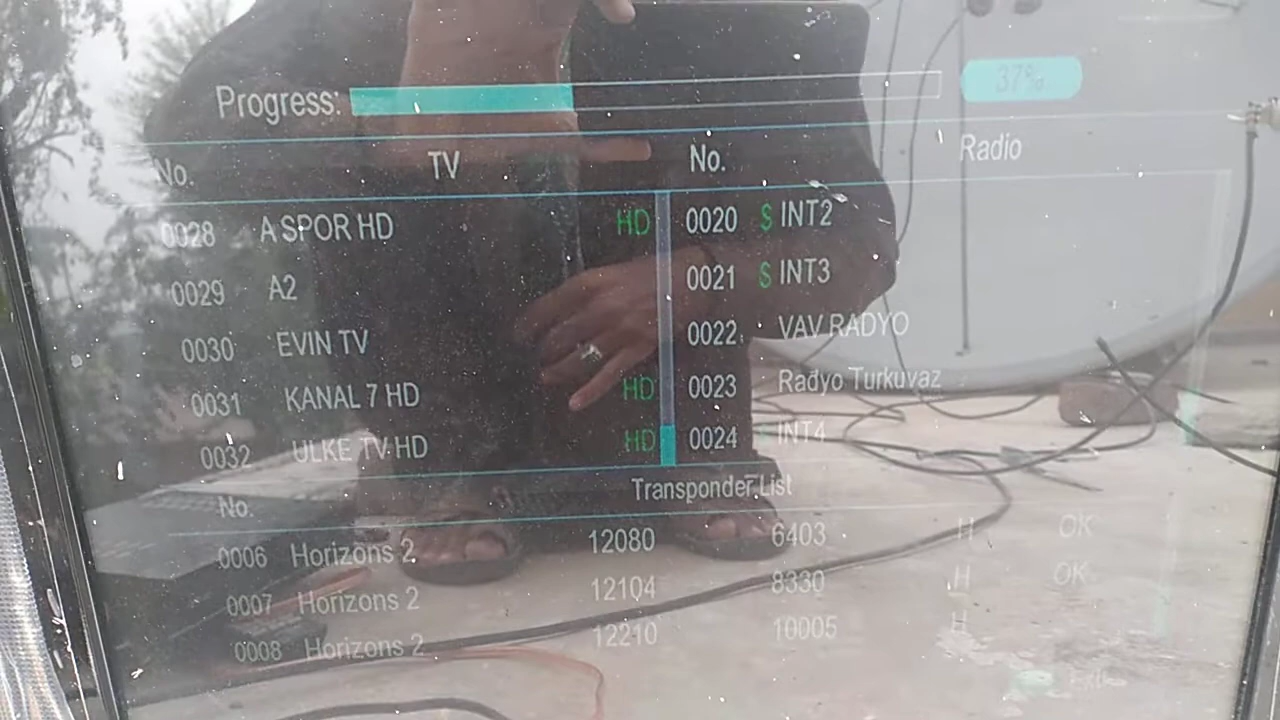 Progress: 37%
No. TV No. Radio
0028 A SPOR HD HD 0020 $ INT2
0029 A2 0021 $ INT3
0030 EVIN TV 0022 VAV RADYO
0031 KANAL 7 HD HD 0023 Radyo Turkuvaz
0032 ULKE TV HD HD 0024 INT4
No. Transponder List
0006 Horizons 2 12080 6403 H OK
0007 Horizons 2 12104 8330 H OK
0008 Horizons 2 12210 10005 H
Exit